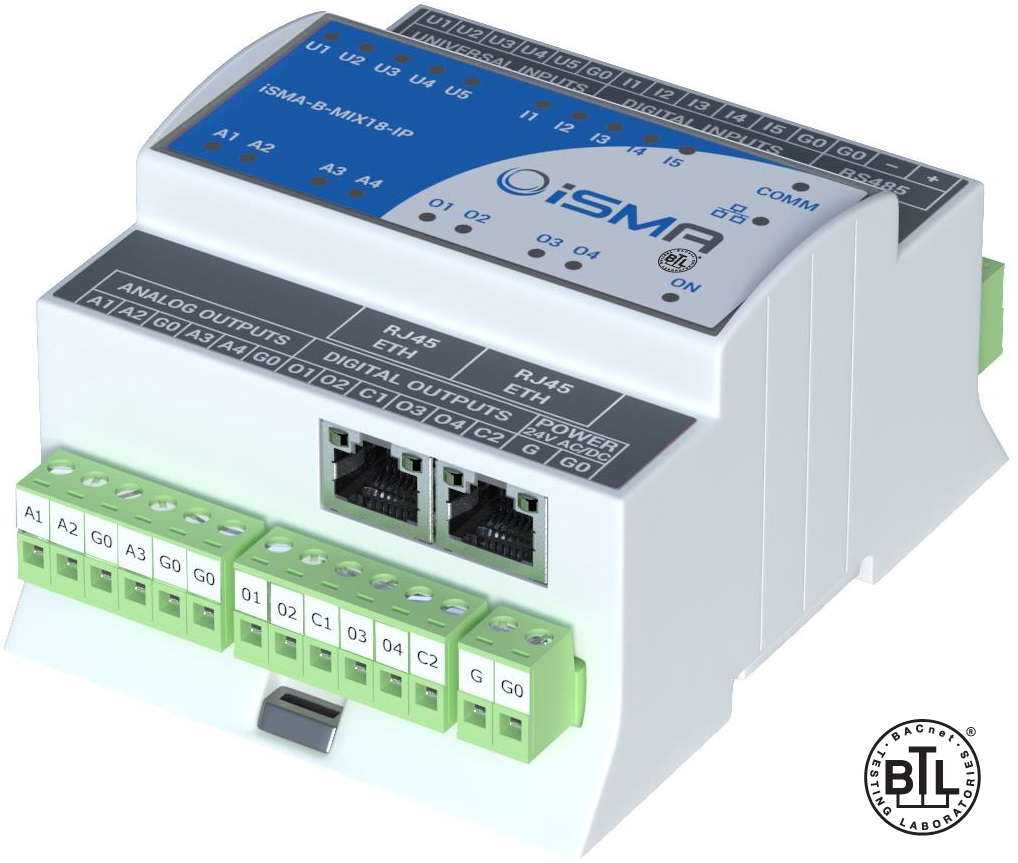 U1 U2 U3 U4 U5 G0 I1 I2 I3 I4 I5 G0 G0 - +
UNIVERSAL INPUTS DIGITAL INPUTS RS485
U1 U2 U3 U4 U5
I1 I2 I3 I4 I5
iSMA-B-MIX18-IP
COMM
A1 A2
A3 A4
iSMA
O1 O2
O3 O4
BTL
ON
ANALOG OUTPUTS
RJ45
ETH
RJ45
ETH
A1 A2 G0 A3 A4 G0
DIGITAL OUTPUTS
O1 O2 C1 O3 O4 C2
POWER
24V AC/DC
G G0
A1 A2 G0 A3 G0 G0
O1 O2 C1 O3 O4 C2
G G0
BACnet
BTL
TESTING LABORATORIES
®